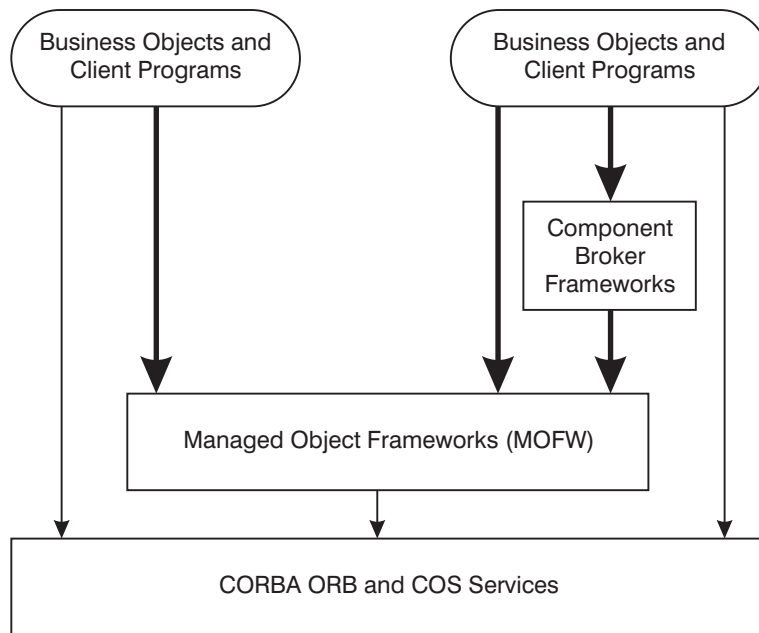 Business Objects and
Client Programs
Business Objects and
Client Programs
Component
Broker
Frameworks
Managed Object Frameworks (MOFW)
CORBA ORB and COS Services